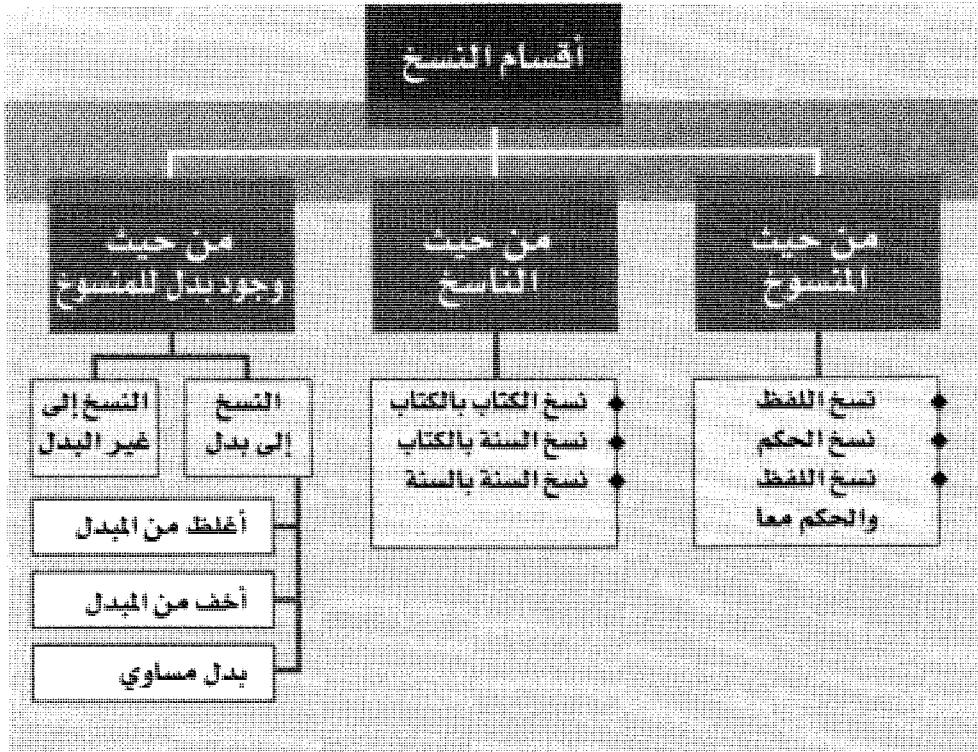 أقسام النسخ
من حيث
المنسوخ
نسخ اللفظ
نسخ الحكم
نسخ اللفظ
والحكم معا
من حيث
الناسخ
نسخ الكتاب بالكتاب
نسخ السنة بالكتاب
نسخ السنة بالسنة
من حيث
وجود بدل للمنسوخ
النسخ
إلى بدل
أغلظ من المبدل
أخف من المبدل
بدل مساوي
النسخ إلى
غير البدل